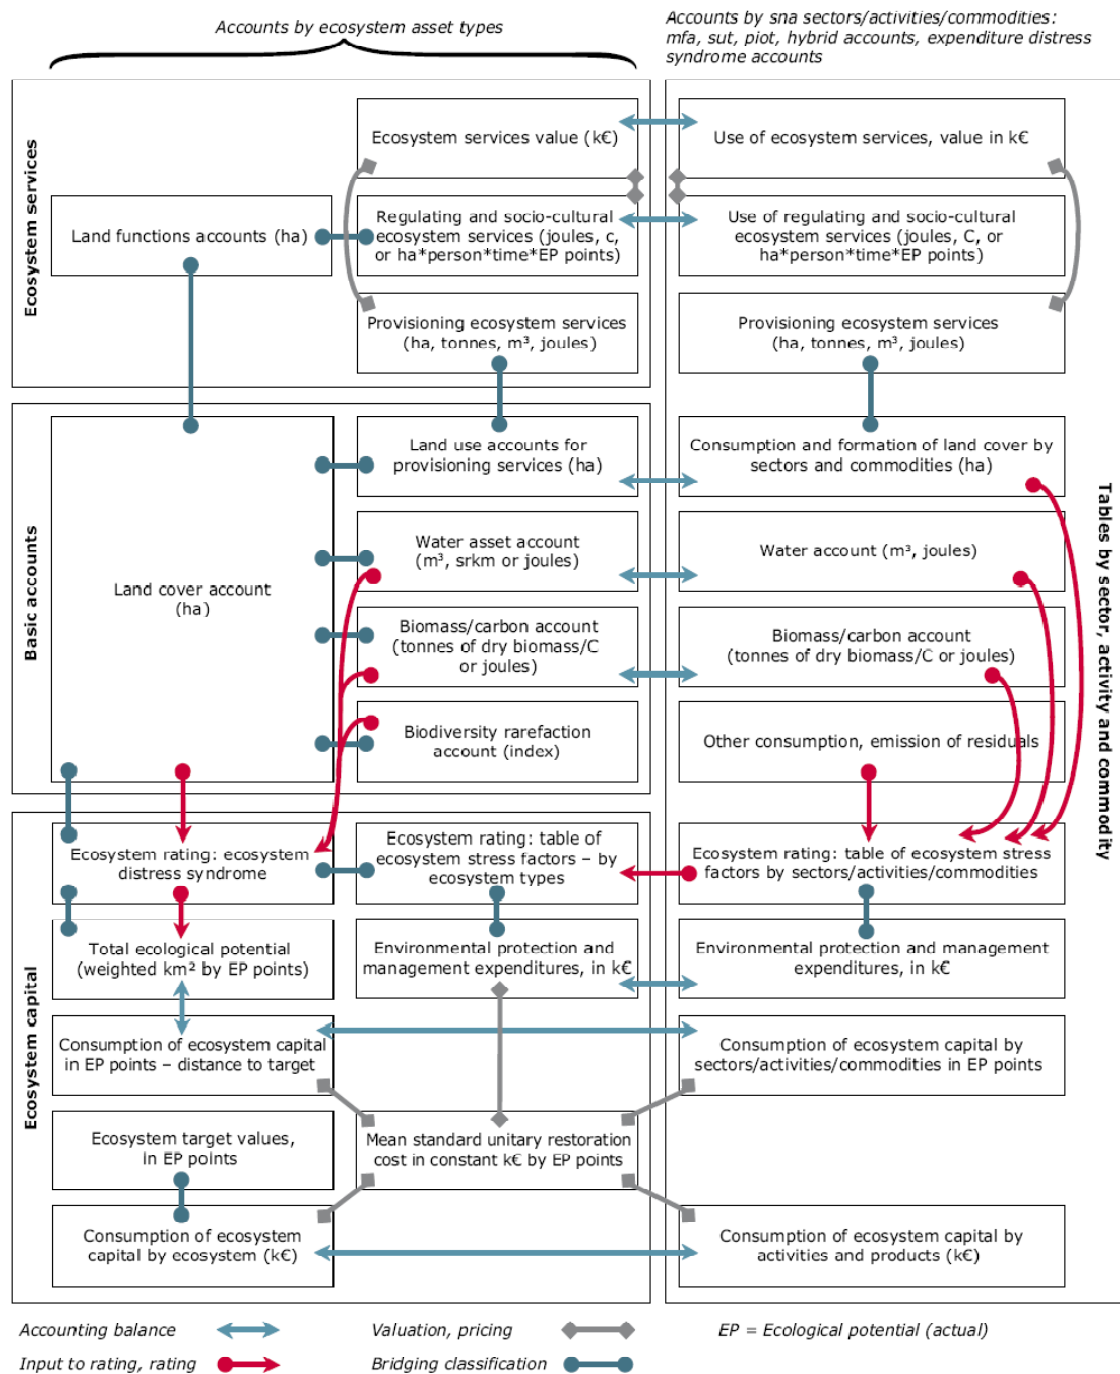 Accounts by ecosystem asset types
Accounts by sna sectors/activities/commodities:
mfa, sut, piot, hybrid accounts, expenditure distress
syndrome accounts
Ecosystem services
Ecosystem services value (k€)
Use of ecosystem services, value in k€
Land functions accounts (ha)
Regulating and socio-cultural
ecosystem services (joules, c,
or ha*person*time*EP points)
Use of regulating and socio-cultural
ecosystem services (joules, C, or
ha*person*time*EP points)
Provisioning ecosystem services
(ha, tonnes, m³, joules)
Provisioning ecosystem services
(ha, tonnes, m³, joules)
Basic accounts
Land cover account
(ha)
Land use accounts for
provisioning services (ha)
Consumption and formation of land cover by
sectors and commodities (ha)
Water asset account
(m³, srkm or joules)
Water account (m³, joules)
Biomass/carbon account
(tonnes of dry biomass/C
or joules)
Biomass/carbon account
(tonnes of dry biomass/C or joules)
Biodiversity rarefaction
account (index)
Other consumption, emission of residuals
Tables by sector, activity and commodity
Ecosystem capital
Ecosystem rating: ecosystem
distress syndrome
Ecosystem rating: table of
ecosystem stress factors – by
ecosystem types
Ecosystem rating: table of ecosystem stress
factors by sectors/activities/commodities
Total ecological potential
(weighted km² by EP points)
Environmental protection and
management expenditures, in k€
Environmental protection and management
expenditures, in k€
Consumption of ecosystem capital
in EP points – distance to target
Consumption of ecosystem capital by
sectors/activities/commodities in EP points
Ecosystem target values,
in EP points
Mean standard unitary restoration
cost in constant k€ by EP points
Consumption of ecosystem
capital by ecosystem (k€)
Consumption of ecosystem capital by
activities and products (k€)
Accounting balance
Valuation, pricing
EP = Ecological potential (actual)
Input to rating, rating
Bridging classification